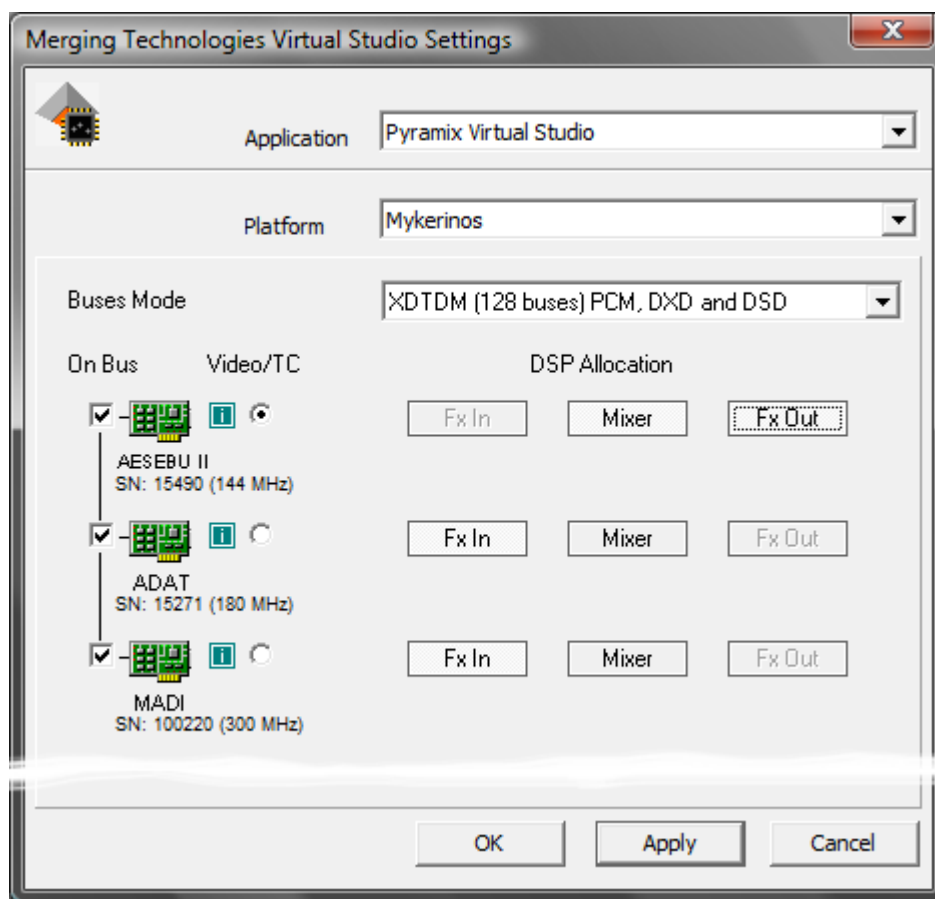 Merging Technologies Virtual Studio Settings
Application Pyramix Virtual Studio
Platform Mykerinos
Buses Mode XDTDM (128 buses) PCM, DXD and DSD
On Bus Video/TC DSP Allocation
i Fx In Mixer Fx Out
AESEBU II
SN: 15490 (144 MHz)
i Fx In Mixer Fx Out
ADAT
SN: 15271 (180 MHz)
i Fx In Mixer Fx Out
MADI
SN: 100220 (300 MHz)
OK Apply Cancel